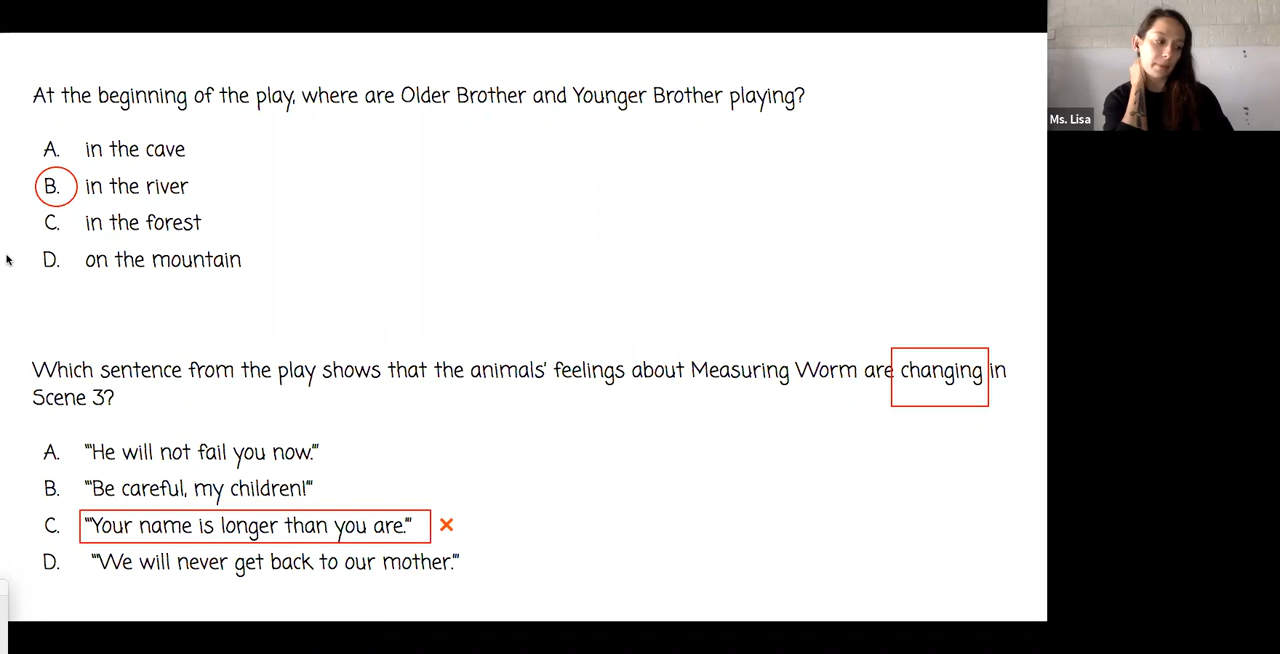 At the beginning of the play, where are Older Brother and Younger Brother playing?
A. in the cave
B. in the river
C. in the forest
D. on the mountain
Which sentence from the play shows that the animals' feelings about Measuring Worm are changing in
Scene 3?
A. "'He will not fail you now.'"
B. "'Be careful, my children!'"
C. "'Your name is longer than you are.'"
D. "'We will never get back to our mother.'"
Ms. Lisa